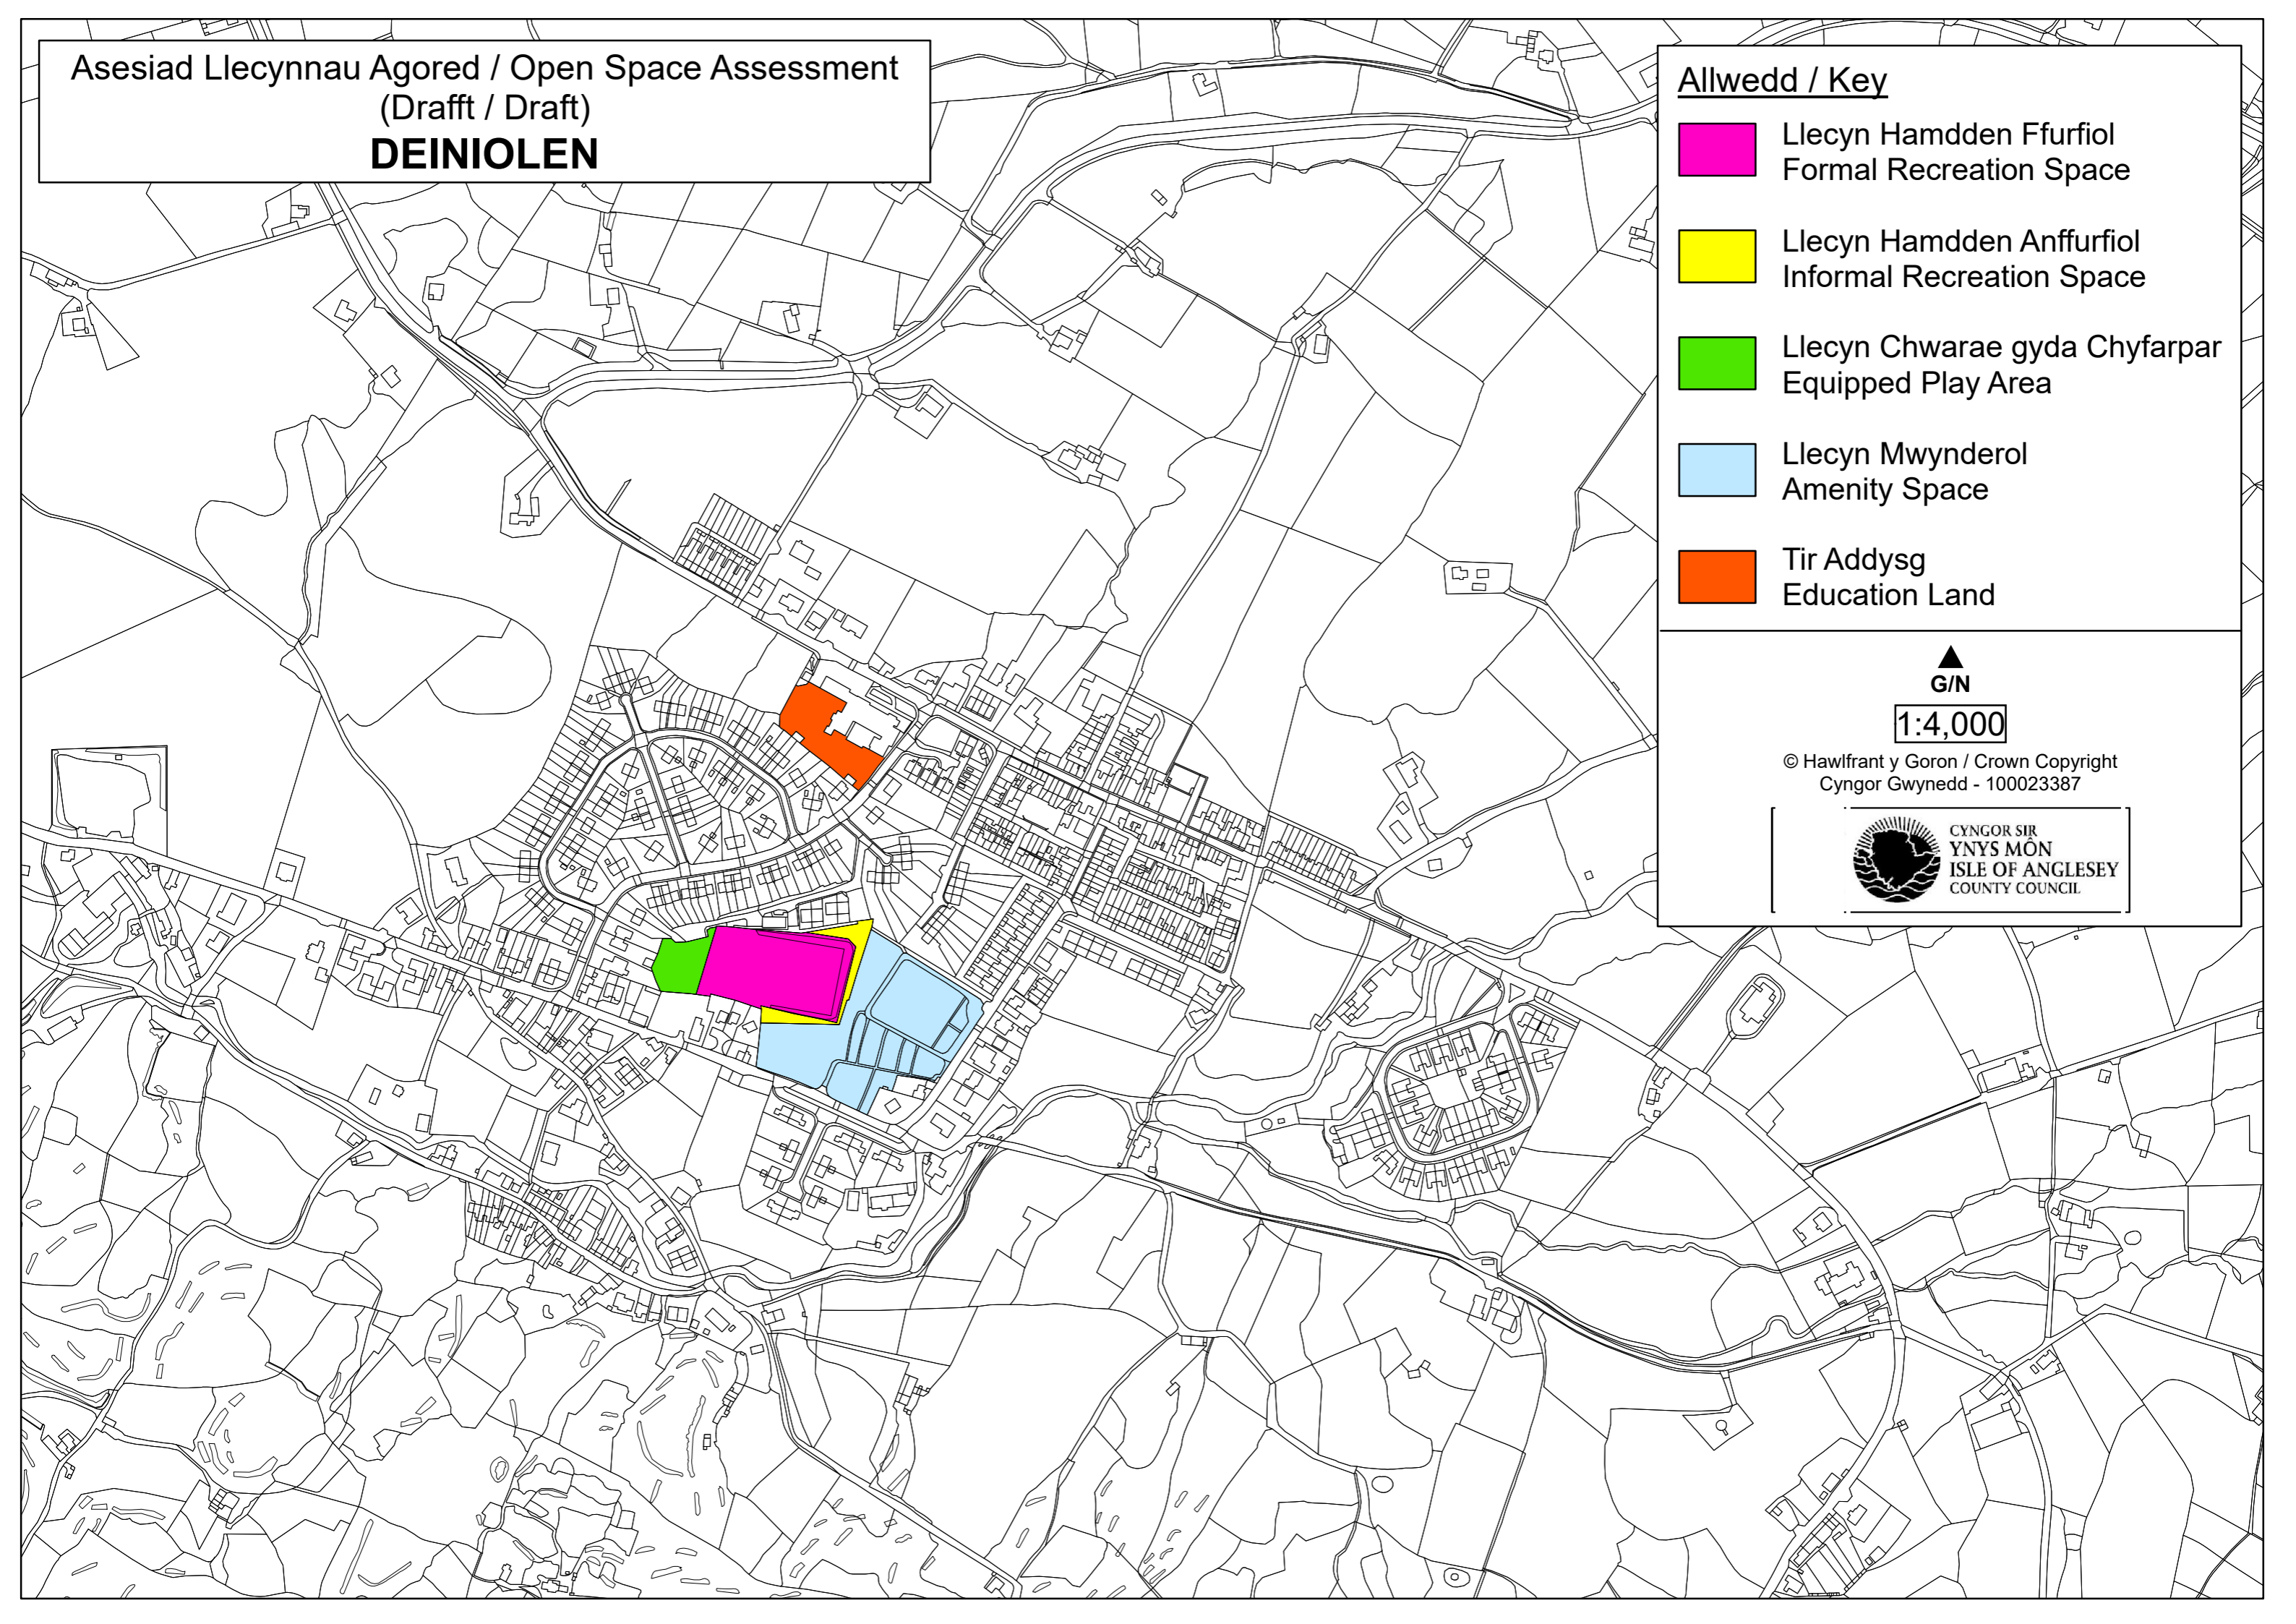 Asesiad Llecynnau Agored / Open Space Assessment
(Drafft / Draft)
DEINIOLEN
Allwedd / Key
Llecyn Hamdden Ffurfiol
Formal Recreation Space
Llecyn Hamdden Anffurfiol
Informal Recreation Space
Llecyn Chwarae gyda Chyfarpar
Equipped Play Area
Llecyn Mwynderol
Amenity Space
Tir Addysg
Education Land
G/N
1:4,000
© Hawlfrant y Goron / Crown Copyright
Cyngor Gwynedd - 100023387
CYNGOR SIR
YNYS MÔN
ISLE OF ANGLESEY
COUNTY COUNCIL